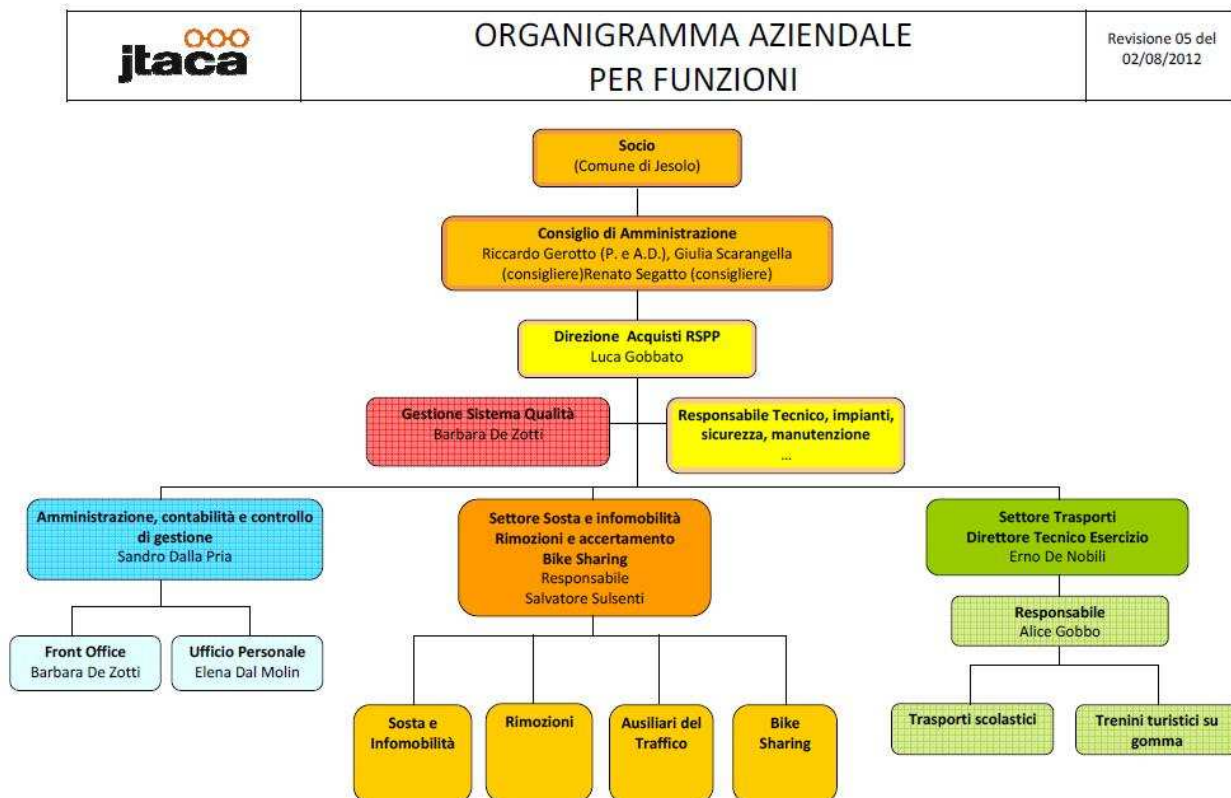 jtaca
ORGANIGRAMMA AZIENDALE
PER FUNZIONI
Revisione 05 del
02/08/2012
Socio
(Comune di Jesolo)
Consiglio di Amministrazione
Riccardo Gerotto (P. e A.D.), Giulia Scarangella
(consigliere)Renato Segatto (consigliere)
Direzione Acquisti RSPP
Luca Gobbato
Gestione Sistema Qualità
Barbara De Zotti
Responsabile Tecnico, impianti,
sicurezza, manutenzione
...
Amministrazione, contabilità e controllo
di gestione
Sandro Dalla Pria
Settore Sosta e infomobilità
Rimozioni e accertamento
Bike Sharing
Responsabile
Salvatore Sulsenti
Settore Trasporti
Direttore Tecnico Esercizio
Erno De Nobili
Responsabile
Alice Gobbo
Front Office
Barbara De Zotti
Ufficio Personale
Elena Dal Molin
Sosta e
Infomobilità
Rimozioni
Ausiliari del
Traffico
Bike
Sharing
Trasporti scolastici
Trenini turistici su
gomma